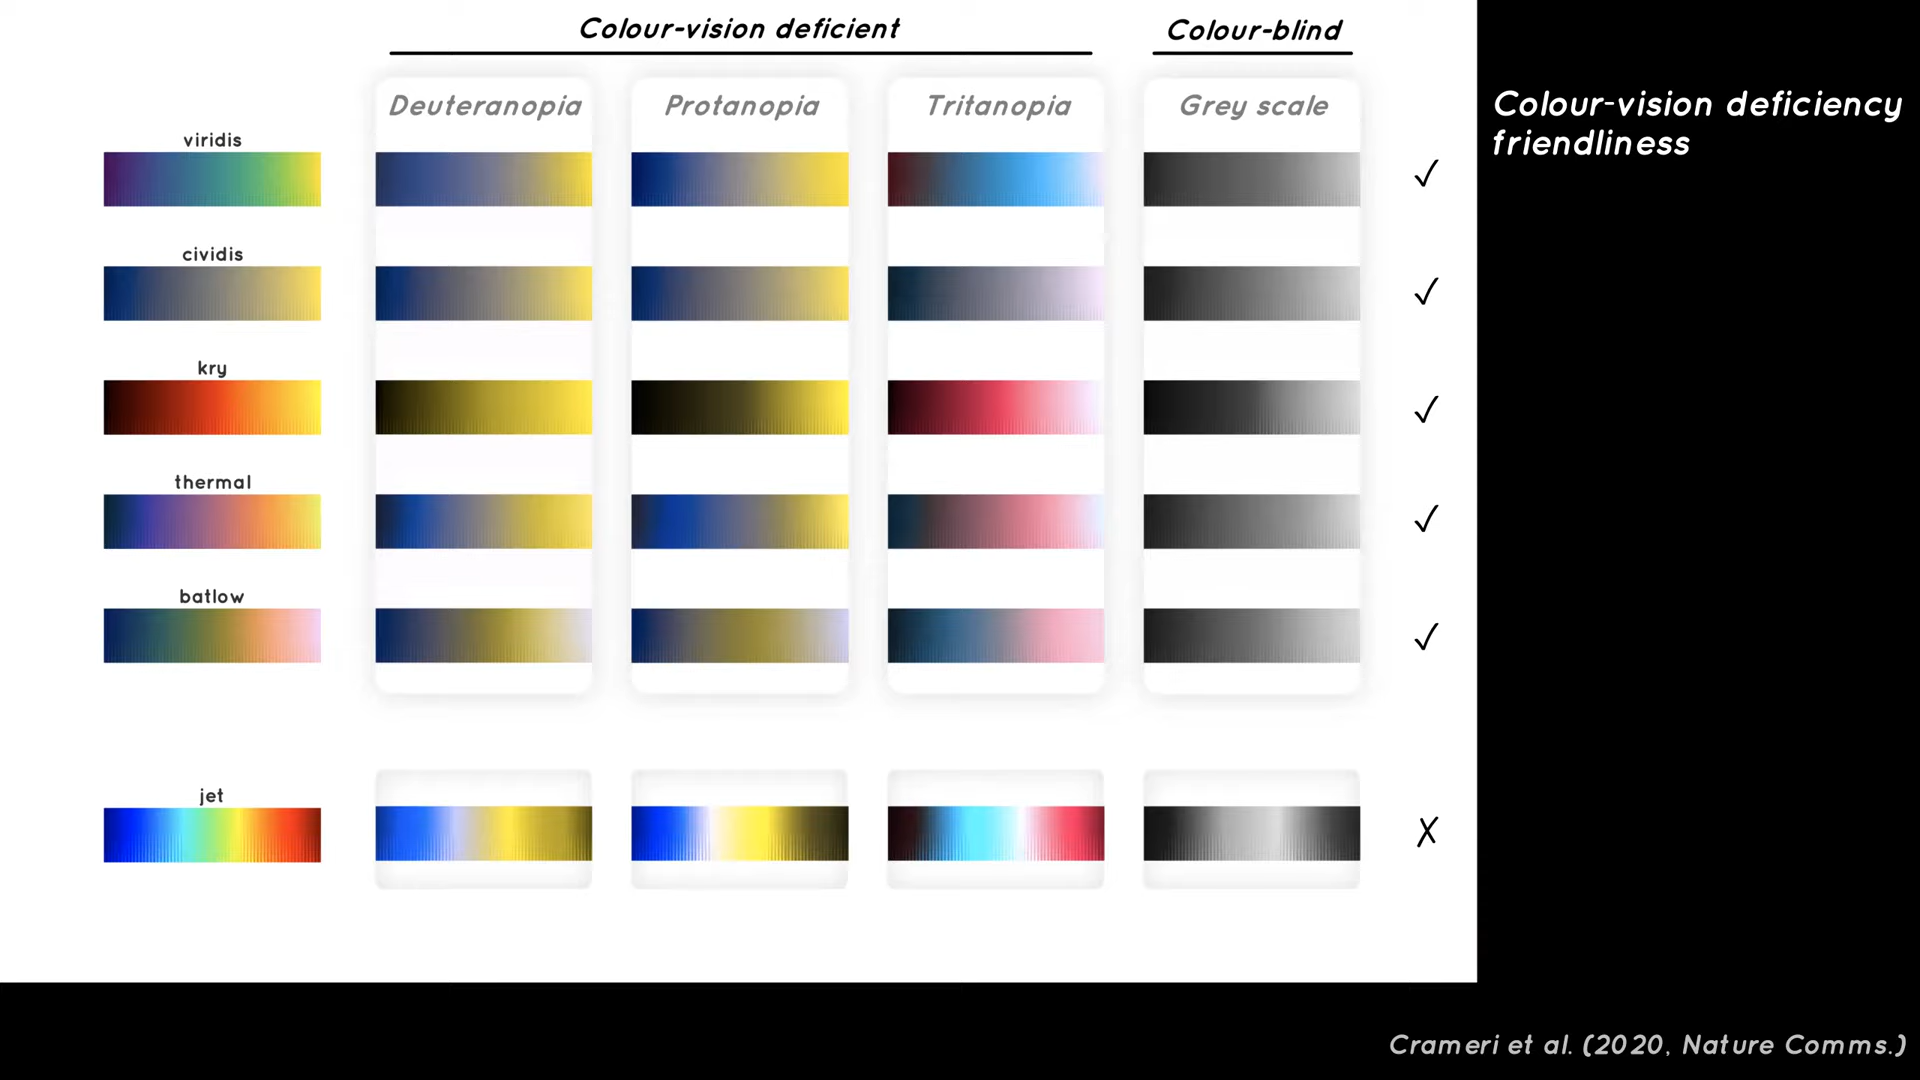 Colour-vision deficient
Colour-blind
Deuteranopia
Protanopia
Tritanopia
Grey scale
Colour-vision deficiency
friendliness
viridis
✓
cividis
✓
kry
✓
thermal
✓
batlow
✓
jet
✗
Crameri et al. (2020, Nature Comms.)